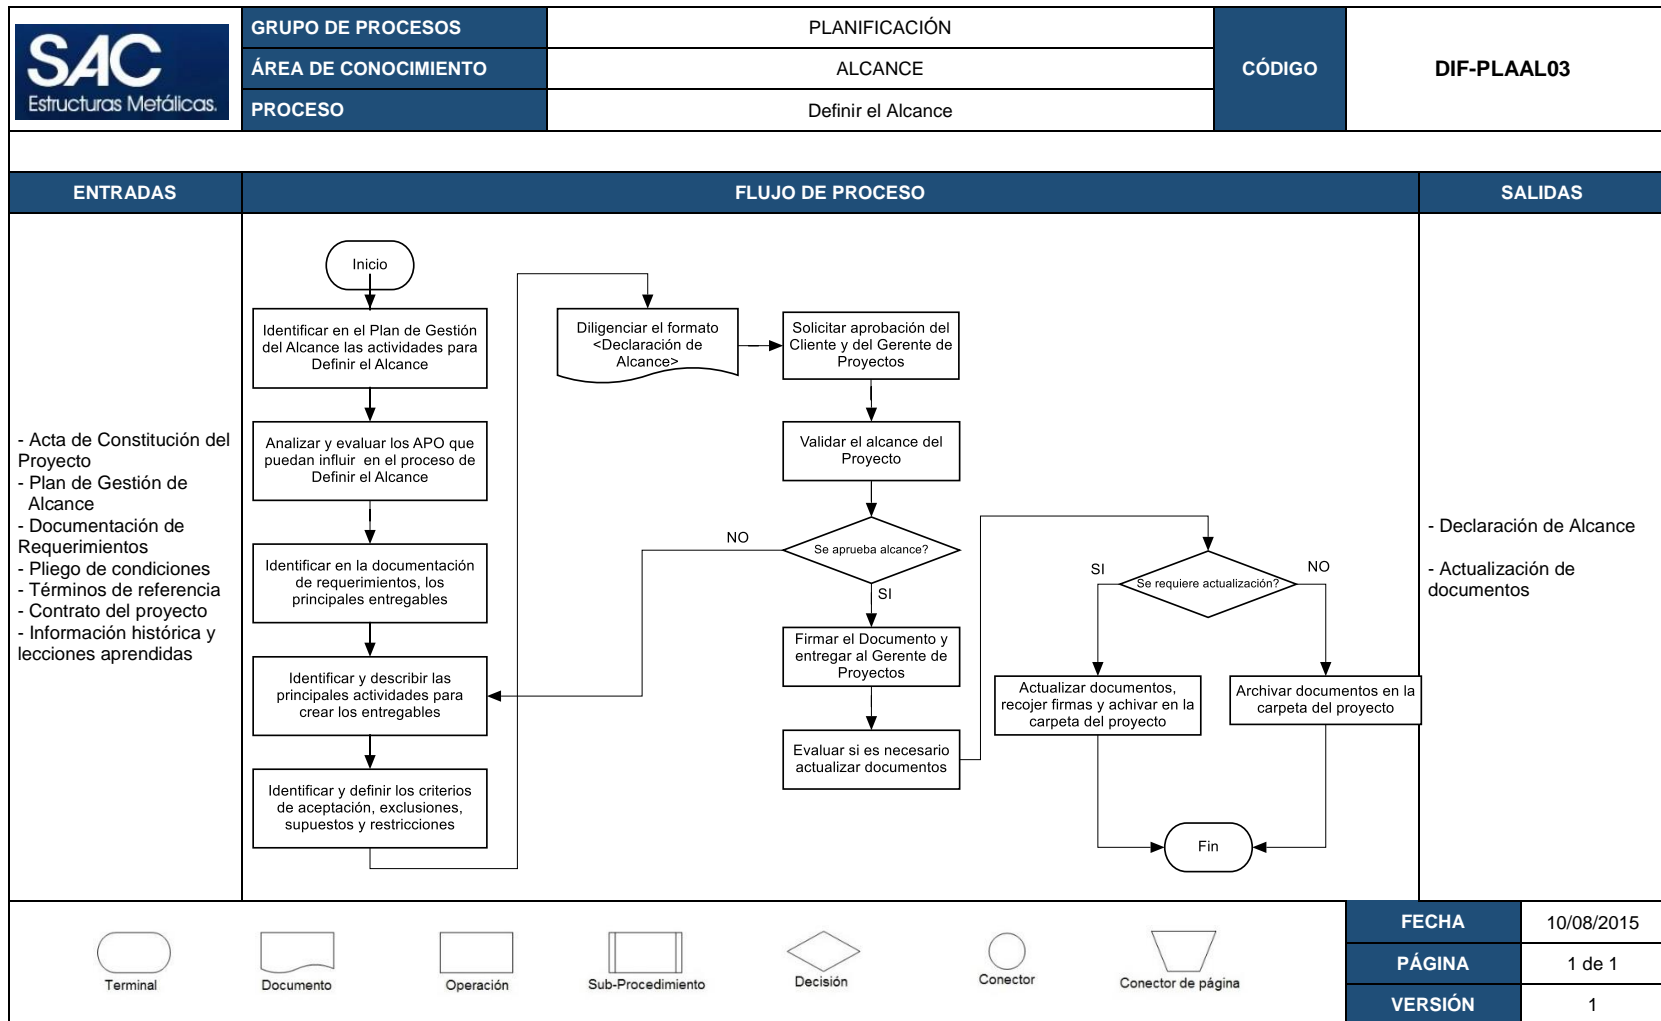 SAC
Estructuras Metálicas.
GRUPO DE PROCESOS
PLANIFICACIÓN
ÁREA DE CONOCIMIENTO
ALCANCE
PROCESO
Definir el Alcance
CÓDIGO
DIF-PLAAL03
ENTRADAS
FLUJO DE PROCESO
SALIDAS
- Acta de Constitución del
Proyecto
- Plan de Gestión de
Alcance
- Documentación de
Requerimientos
- Pliego de condiciones
- Términos de referencia
- Contrato del proyecto
- Información histórica y
lecciones aprendidas
Inicio
Identificar en el Plan de Gestión
del Alcance las actividades para
Definir el Alcance
Analizar y evaluar los APO que
puedan influir en el proceso de
Definir el Alcance
Identificar en la documentación
de requerimientos, los
principales entregables
Identificar y describir las
principales actividades para
crear los entregables
Identificar y definir los criterios
de aceptación, exclusiones,
supuestos y restricciones
Diligenciar el formato
<Declaración de
Alcance>
Solicitar aprobación del
Cliente y del Gerente de
Proyectos
Validar el alcance del
Proyecto
Se aprueba alcance?
NO
SI
Firmar el Documento y
entregar al Gerente de
Proyectos
Evaluar si es necesario
actualizar documentos
Se requiere actualización?
SI
NO
Actualizar documentos,
recojer firmas y achivar en la
carpeta del proyecto
Archivar documentos en la
carpeta del proyecto
Fin
- Declaración de Alcance
- Actualización de
documentos
Terminal
Documento
Operación
Sub-Procedimiento
Decisión
Conector
Conector de página
FECHA
10/08/2015
PÁGINA
1 de 1
VERSIÓN
1